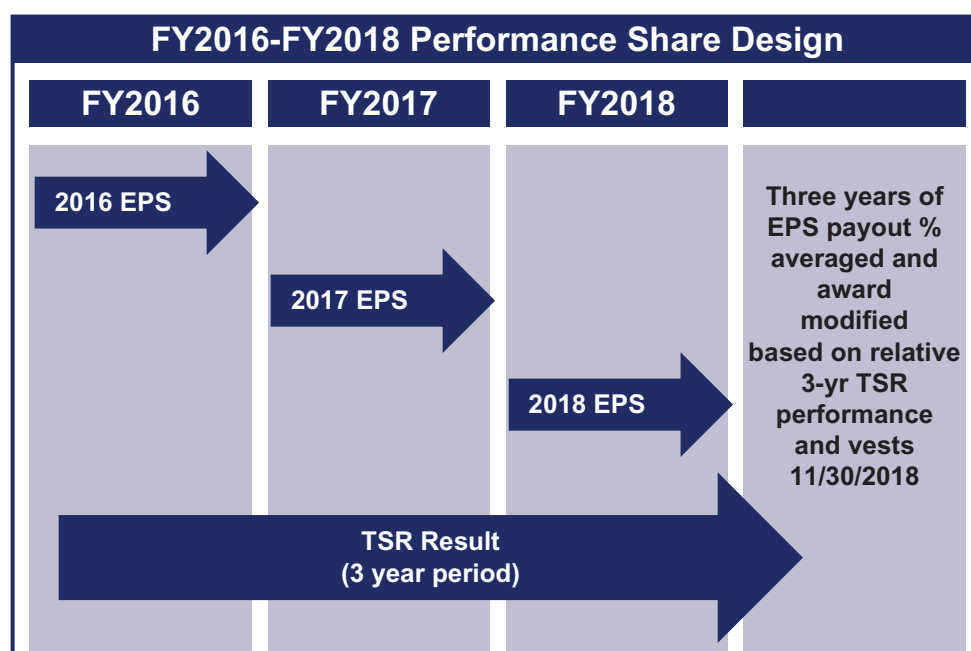 FY2016-FY2018 Performance Share Design
FY2016
FY2017
FY2018
2016 EPS
2017 EPS
2018 EPS
Three years of
EPS payout %
averaged and
award
modified
based on relative
3-yr TSR
performance
and vests
11/30/2018
TSR Result
(3 year period)